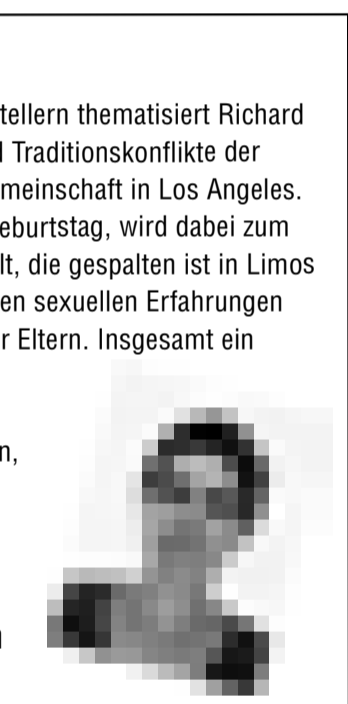 tellern thematisiert Richard
Traditionskonflikte der
meinschaft in Los Angeles.
eburtstag, wird dabei zum
lt, die gespalten ist in Limos
en sexuellen Erfahrungen
r Eltern. Insgesamt ein
n,